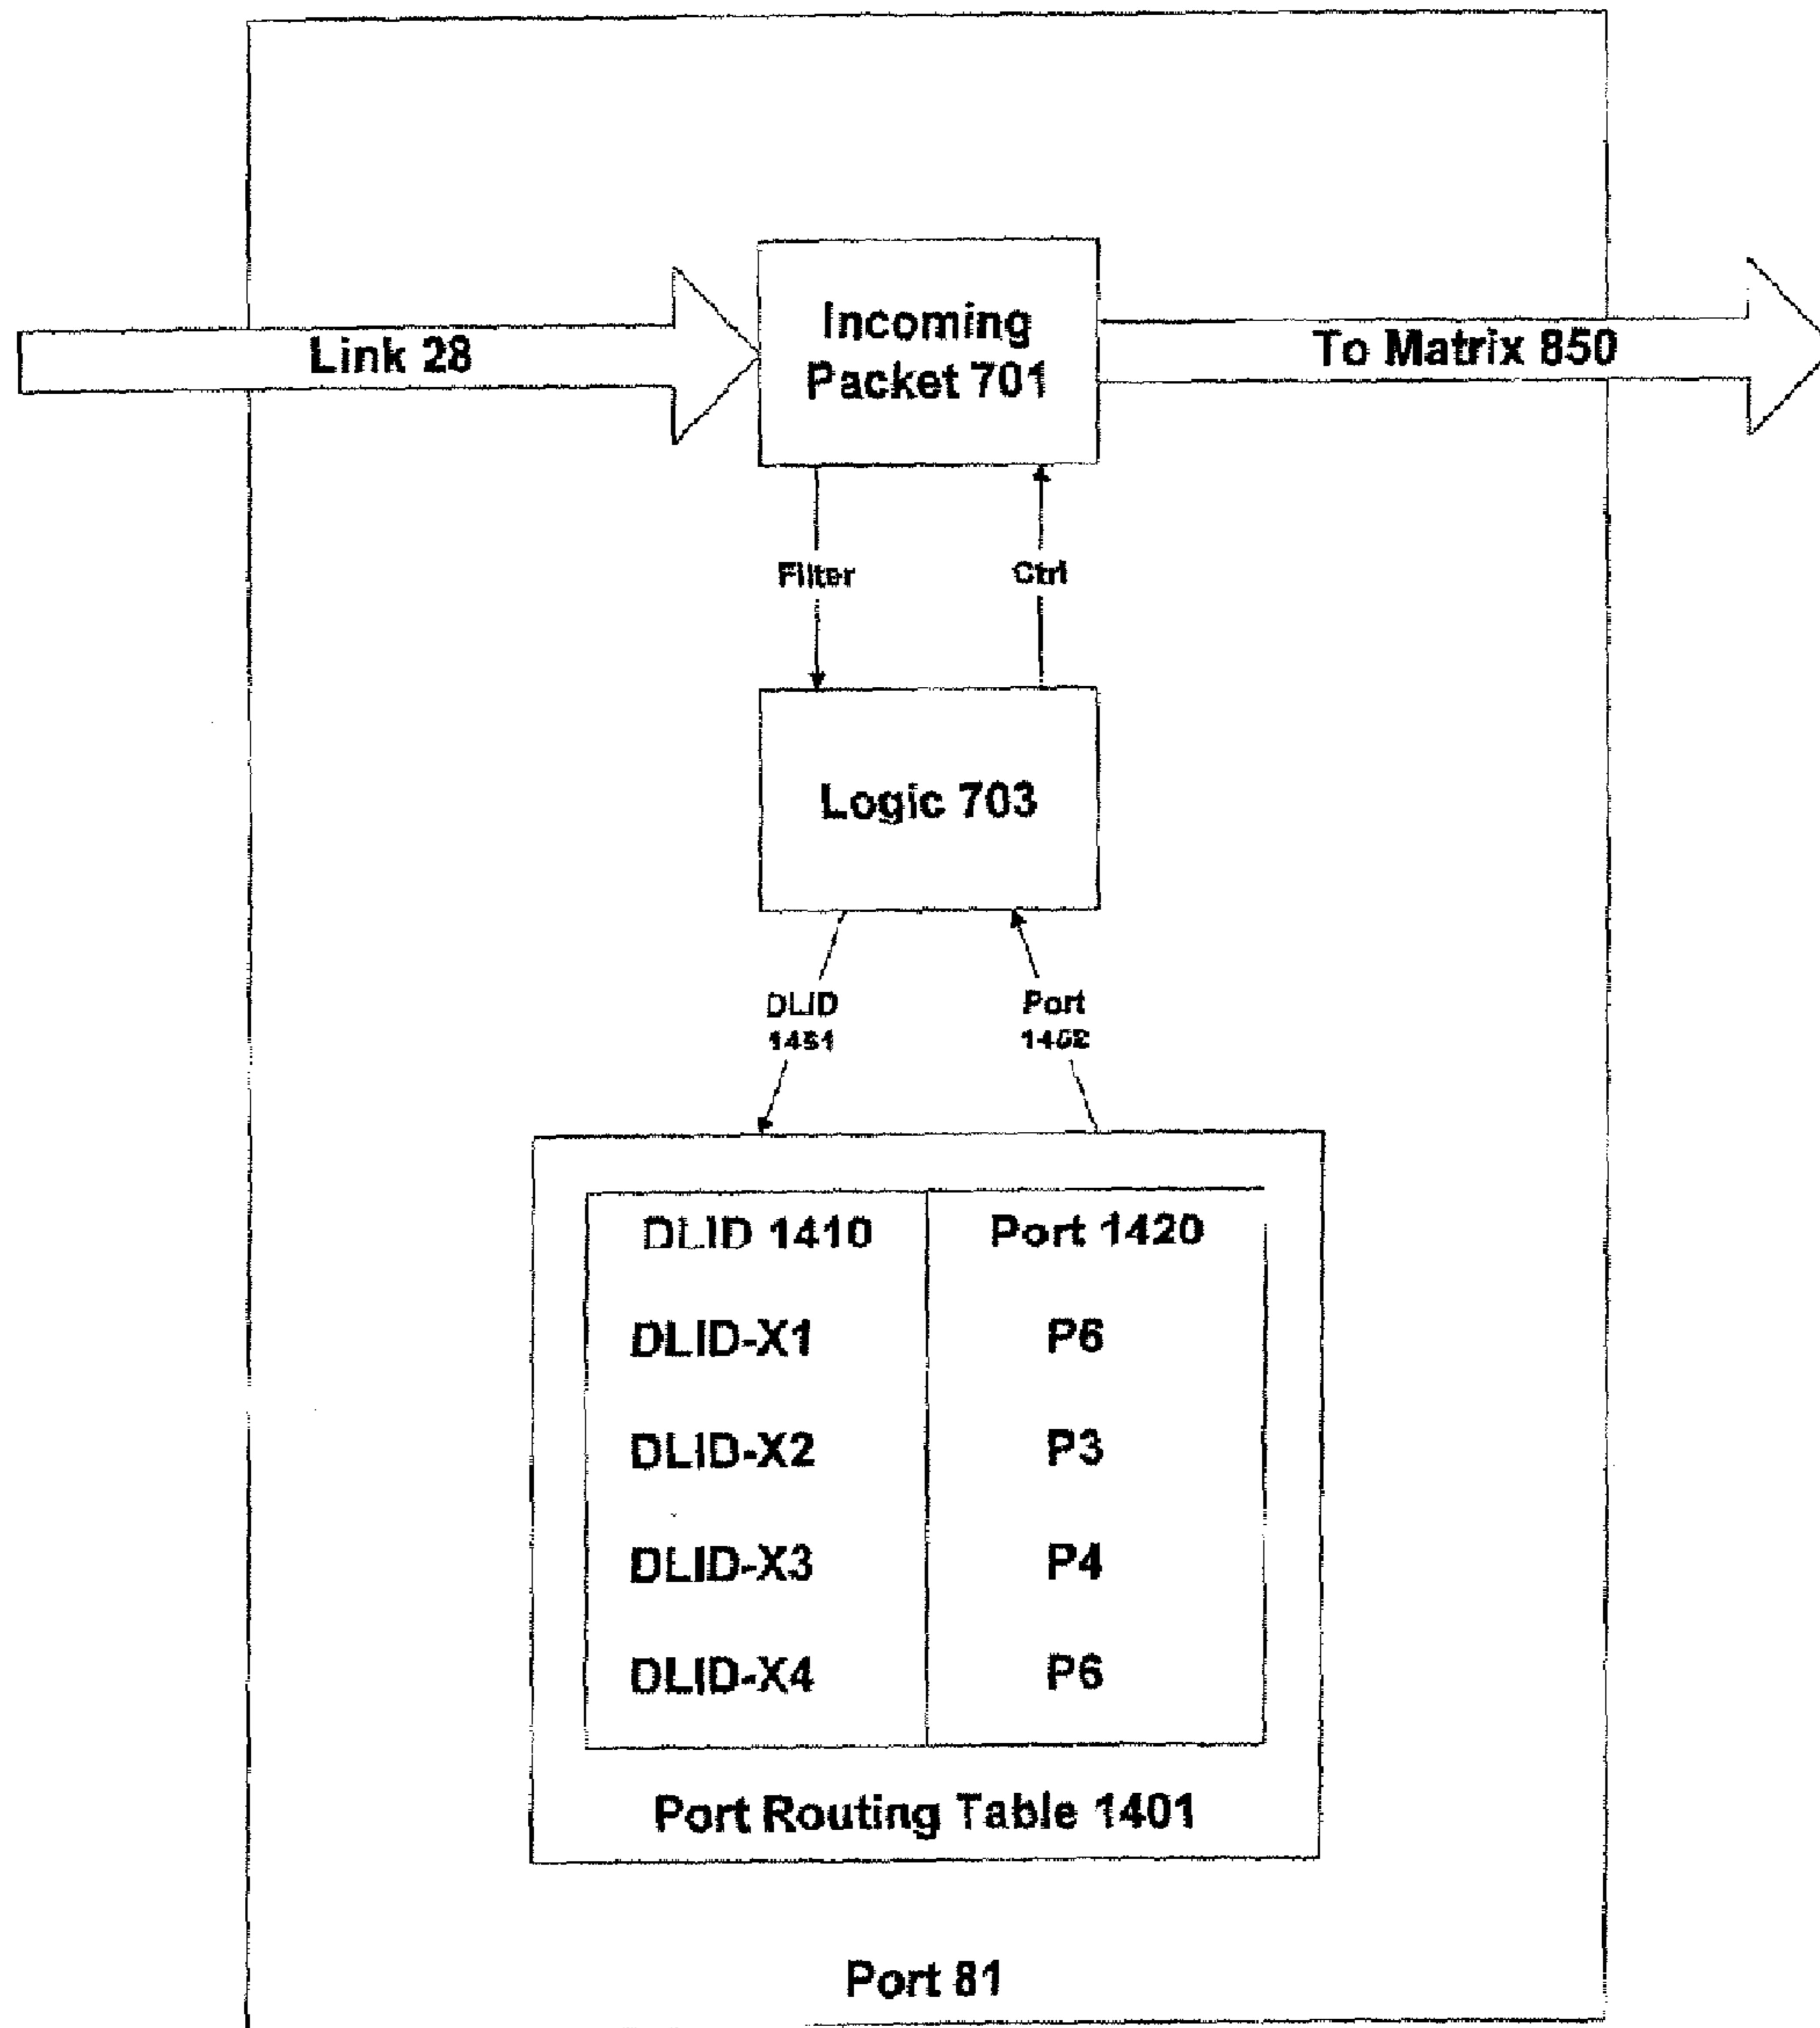 Link 28
Incoming
Packet 701
To Matrix 850
Filter
Ctrl
Logic 703
DLID
1451
Port
1452
DLID 1410
Port 1420
DLID-X1
P6
DLID-X2
P3
DLID-X3
P4
DLID-X4
P6
Port Routing Table 1401
Port 81